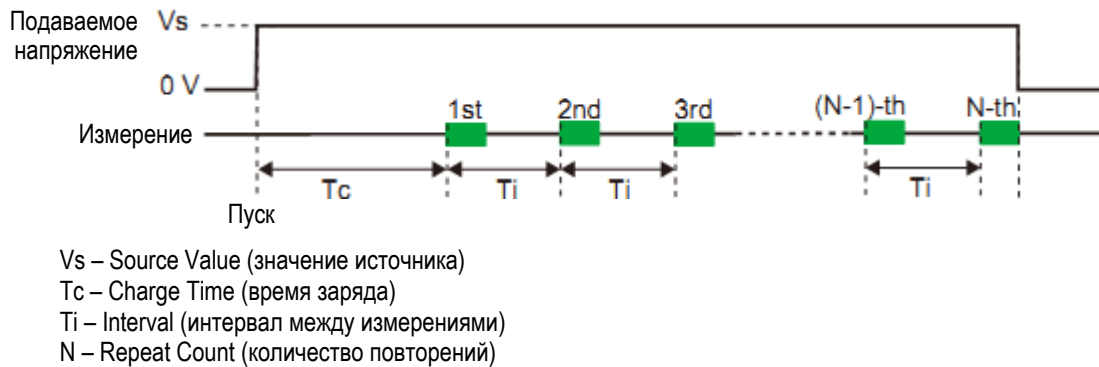 Подаваемое напряжение
Vs
0 V
Измерение
1st 2nd 3rd (N-1)-th N-th
Tc Ti Ti Ti
Пуск
Vs – Source Value (значение источника)
Tc – Charge Time (время заряда)
Ti – Interval (интервал между измерениями)
N – Repeat Count (количество повторений)